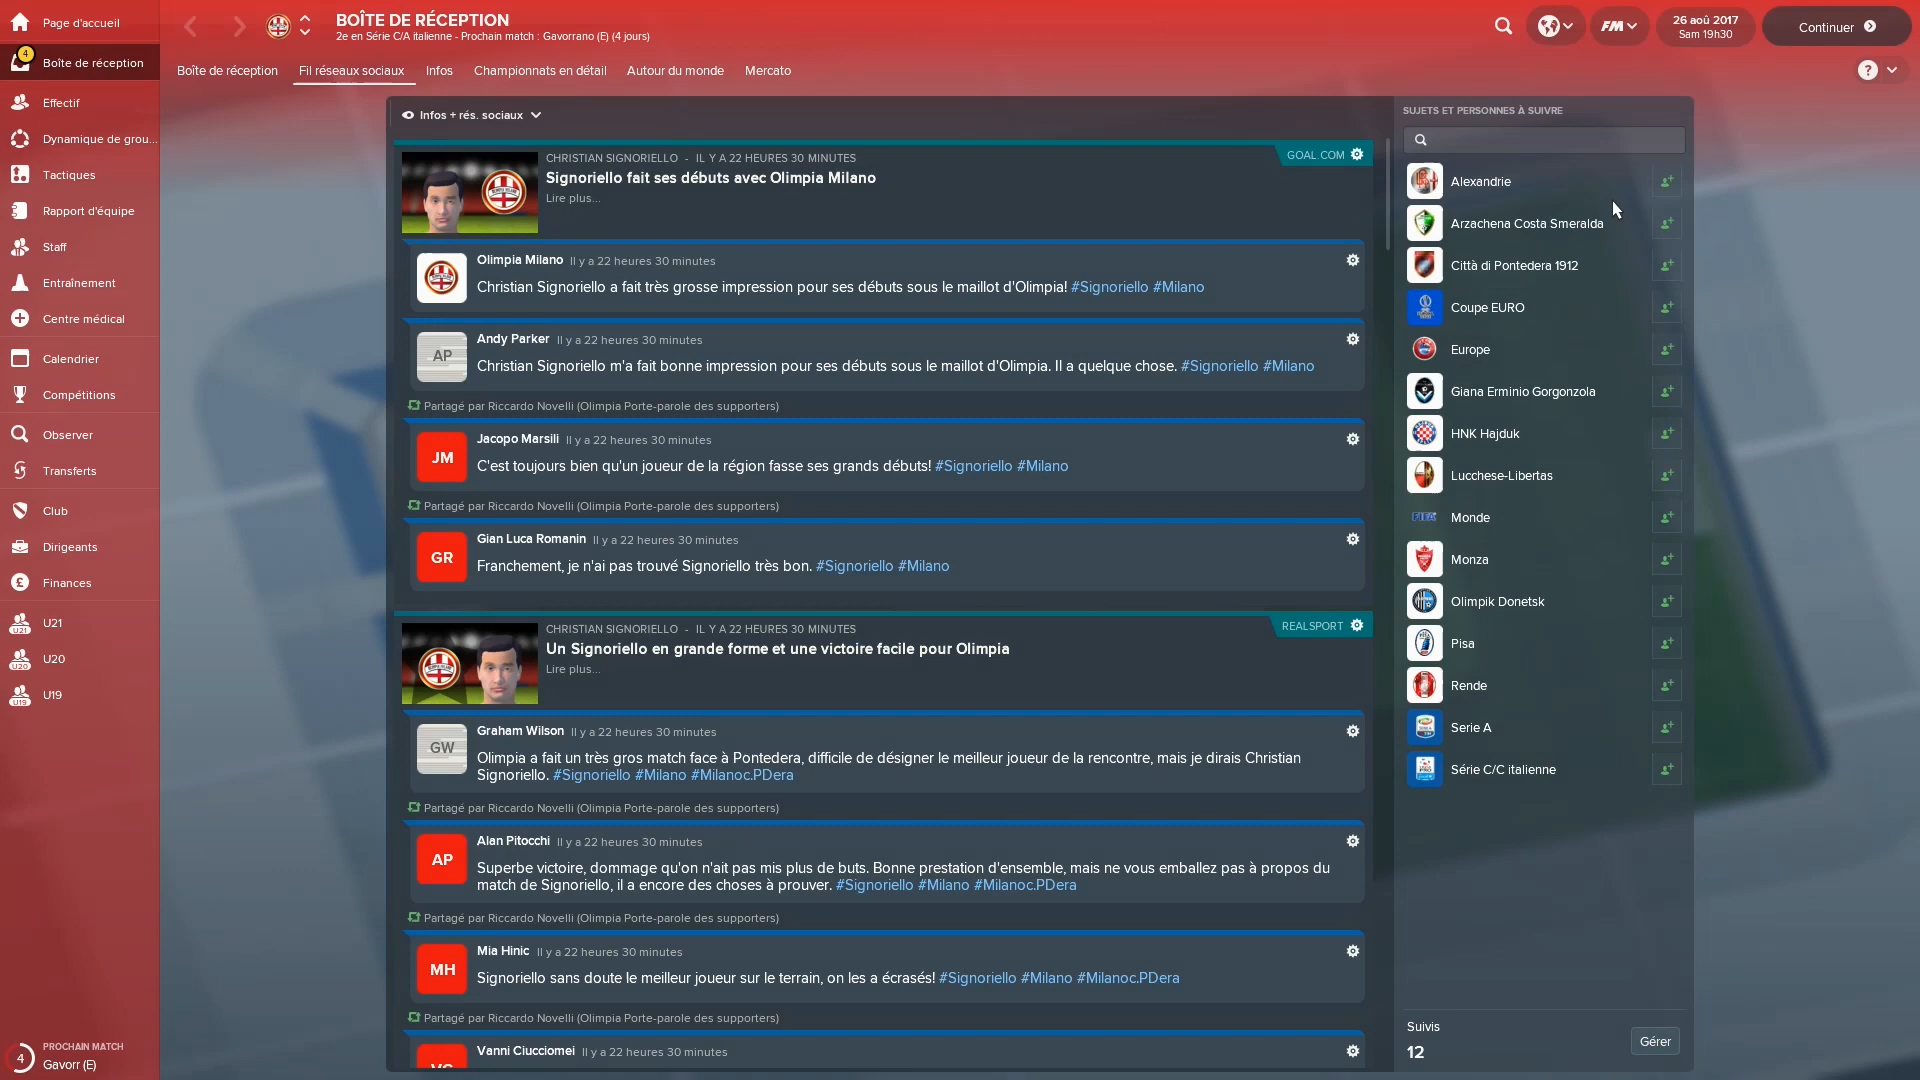 Page d'accueil
4
Boîte de réception
Effectif
Dynamique de grou...
Tactiques
Rapport d'équipe
Staff
Entraînement
Centre médical
Calendrier
Compétitions
Observer
Transferts
Club
Dirigeants
Finances
U21
U21
U20
U20
U19
U19
PROCHAIN MATCH
4
Gavorr (E)
BOÎTE DE RÉCEPTION
2e en Série C/A italienne - Prochain match : Gavorrano (E) (4 jours)
FM
26 aoû 2017
Sam 19h30
Continuer
Boîte de réception
Fil réseaux sociaux
Infos
Championnats en détail
Autour du monde
Mercato
?
Infos + rés. sociaux
CHRISTIAN SIGNORIELLO - IL Y A 22 HEURES 30 MINUTES
GOAL.COM
Signoriello fait ses débuts avec Olimpia Milano
Lire plus...
Olimpia Milano Il y a 22 heures 30 minutes
Christian Signoriello a fait très grosse impression pour ses débuts sous le maillot d'Olimpia! #Signoriello #Milano
AP
Andy Parker Il y a 22 heures 30 minutes
Christian Signoriello m'a fait bonne impression pour ses débuts sous le maillot d'Olimpia. Il a quelque chose. #Signoriello #Milano
Partagé par Riccardo Novelli (Olimpia Porte-parole des supporters)
JM
Jacopo Marsili Il y a 22 heures 30 minutes
C'est toujours bien qu'un joueur de la région fasse ses grands débuts! #Signoriello #Milano
Partagé par Riccardo Novelli (Olimpia Porte-parole des supporters)
GR
Gian Luca Romanin Il y a 22 heures 30 minutes
Franchement, je n'ai pas trouvé Signoriello très bon. #Signoriello #Milano
CHRISTIAN SIGNORIELLO - IL Y A 22 HEURES 30 MINUTES
REALSPORT
Un Signoriello en grande forme et une victoire facile pour Olimpia
Lire plus...
GW
Graham Wilson Il y a 22 heures 30 minutes
Olimpia a fait un très gros match face à Pontedera, difficile de désigner le meilleur joueur de la rencontre, mais je dirais Christian
Signoriello. #Signoriello #Milano #Milanoc.PDera
Partagé par Riccardo Novelli (Olimpia Porte-parole des supporters)
AP
Alan Pitocchi Il y a 22 heures 30 minutes
Superbe victoire, dommage qu'on n'ait pas mis plus de buts. Bonne prestation d'ensemble, mais ne vous emballez pas à propos du
match de Signoriello, il a encore des choses à prouver. #Signoriello #Milano #Milanoc.PDera
Partagé par Riccardo Novelli (Olimpia Porte-parole des supporters)
MH
Mia Hinic Il y a 22 heures 30 minutes
Signoriello sans doute le meilleur joueur sur le terrain, on les a écrasés! #Signoriello #Milano #Milanoc.PDera
Partagé par Riccardo Novelli (Olimpia Porte-parole des supporters)
Vanni Ciucciomei Il y a 22 heures 30 minutes
SUJETS ET PERSONNES À SUIVRE
Alexandrie
Arzachena Costa Smeralda
Città di Pontedera 1912
Coupe EURO
Europe
Giana Erminio Gorgonzola
HNK Hajduk
Lucchese-Libertas
FIFA
Monde
Monza
Olimpik Donetsk
Pisa
Rende
Serie A
Série C/C italienne
Suivis
12
Gérer